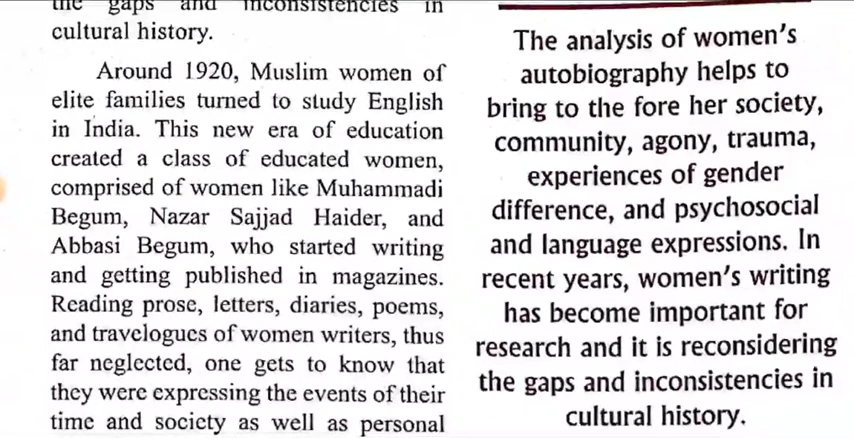 the gaps and inconsistencies in
cultural history.
Around 1920, Muslim women of
elite families turned to study English
in India. This new era of education
created a class of educated women,
comprised of women like Muhammadi
Begum, Nazar Sajjad Haider, and
Abbasi Begum, who started writing
and getting published in magazines.
Reading prose, letters, diaries, poems,
and travelogues of women writers, thus
far neglected, one gets to know that
they were expressing the events of their
time and society as well as personal
The analysis of women's
autobiography helps to
bring to the fore her society,
community, agony, trauma,
experiences of gender
difference, and psychosocial
and language expressions. In
recent years, women's writing
has become important for
research and it is reconsidering
the gaps and inconsistencies in
cultural history.